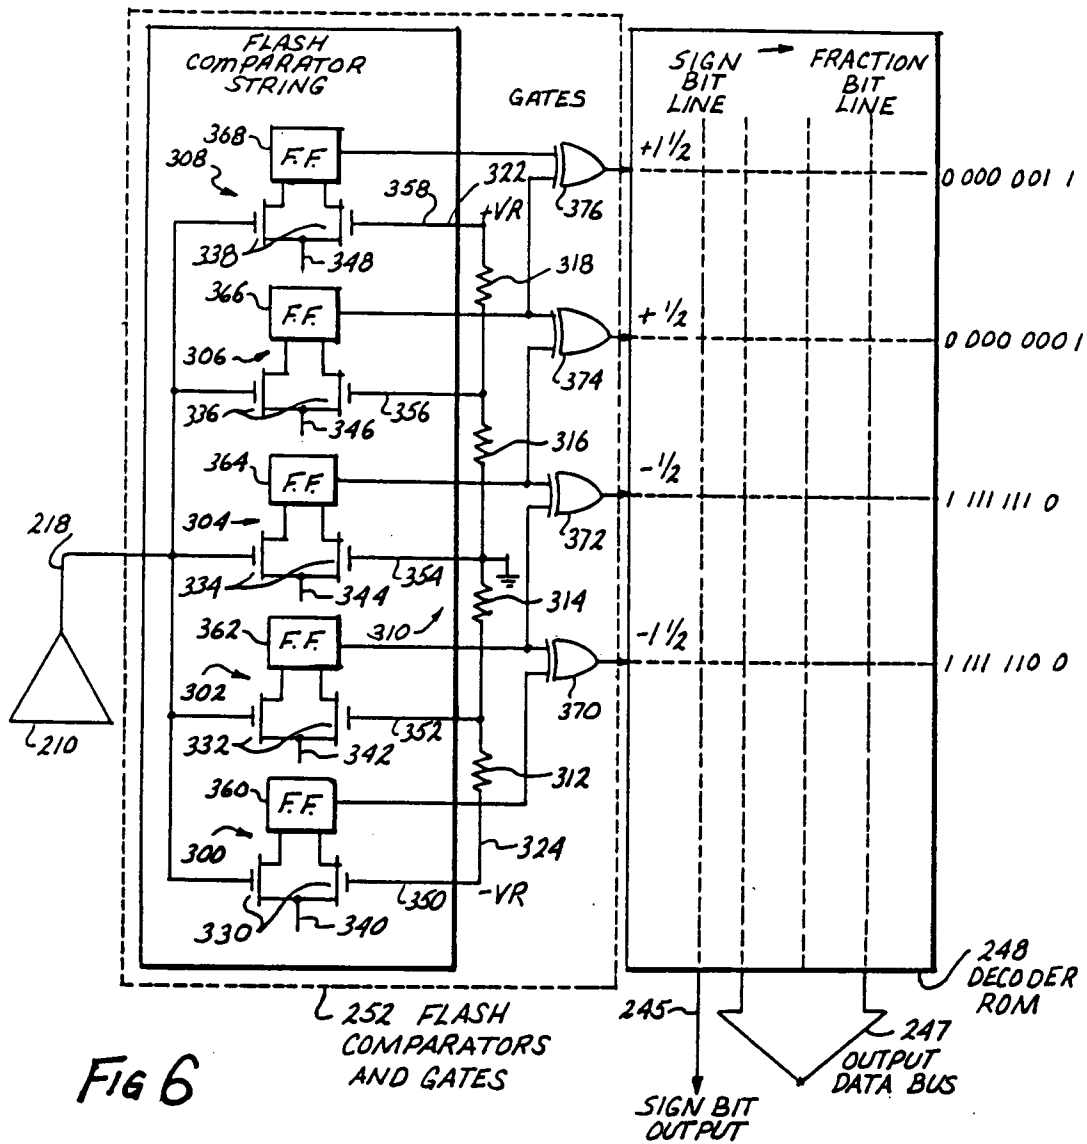 FLASH
COMPARATOR
STRING
SIGN
BIT
LINE
→
FRACTION
BIT
LINE
GATES
368
F.F.
308
338
348
358
322
+VR
376
+1 1/2
0 000 001 1
318
366
F.F.
306
336
346
356
374
+ 1/2
0 000 000 1
316
364
F.F.
304
334
344
354
372
- 1/2
1 111 111 0
218
314
310
362
F.F.
302
332
342
352
370
-1 1/2
1 111 110 0
210
312
360
F.F.
300
330
340
350
324
-VR
252 FLASH
COMPARATORS
AND GATES
248
DECODER
ROM
245
247
OUTPUT
DATA BUS
SIGN BIT
OUTPUT
FIG 6